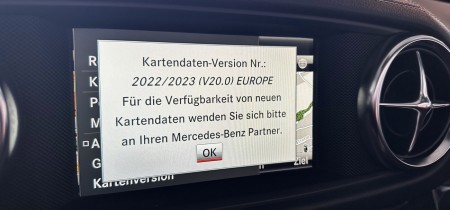 Kartendaten-Version Nr.:
2022/2023 (V20.0) EUROPE
Für die Verfügbarkeit von neuen
Kartendaten wenden Sie sich bitte
an Ihren Mercedes-Benz Partner.
OK
Kartenversion
Ziel